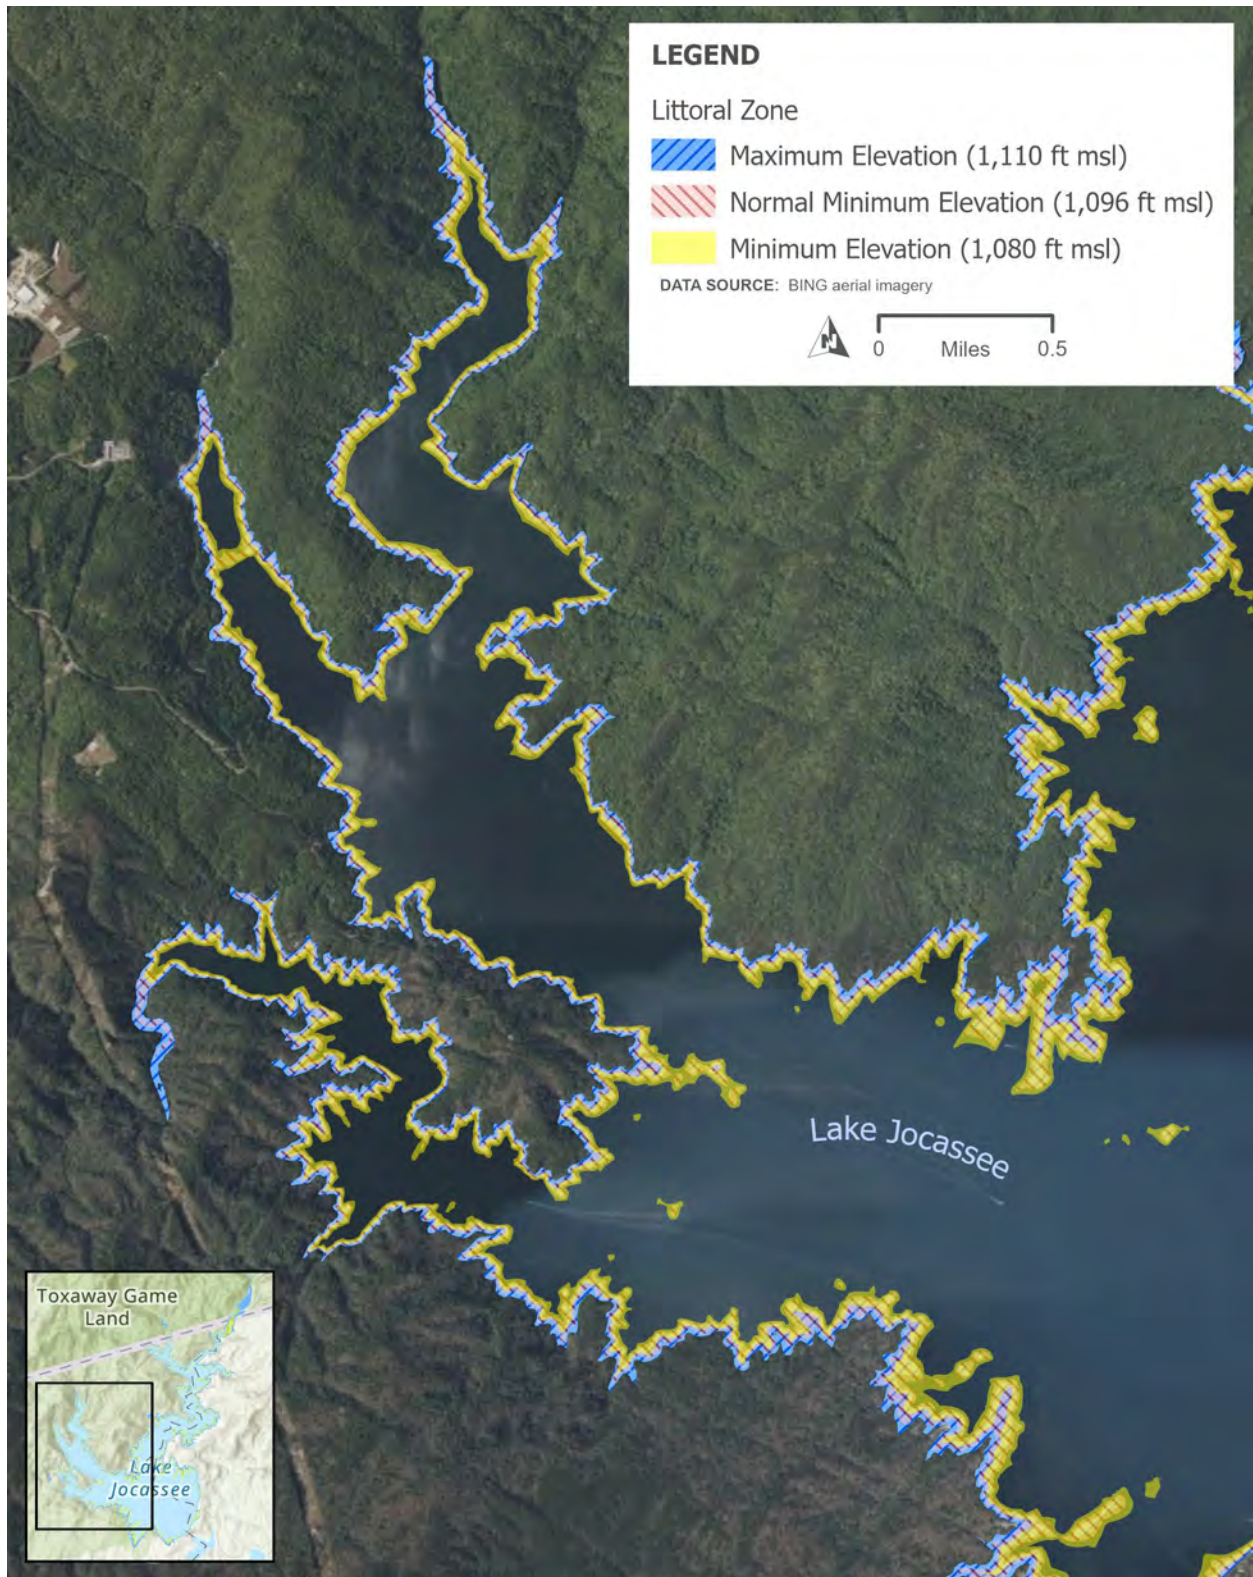 LEGEND
Littoral Zone
Maximum Elevation (1,110 ft msl)
Normal Minimum Elevation (1,096 ft msl)
Minimum Elevation (1,080 ft msl)
DATA SOURCE: BING aerial imagery
N
0 Miles 0.5
Lake Jocassee
Toxaway Game
Land
Lake
Jocassee